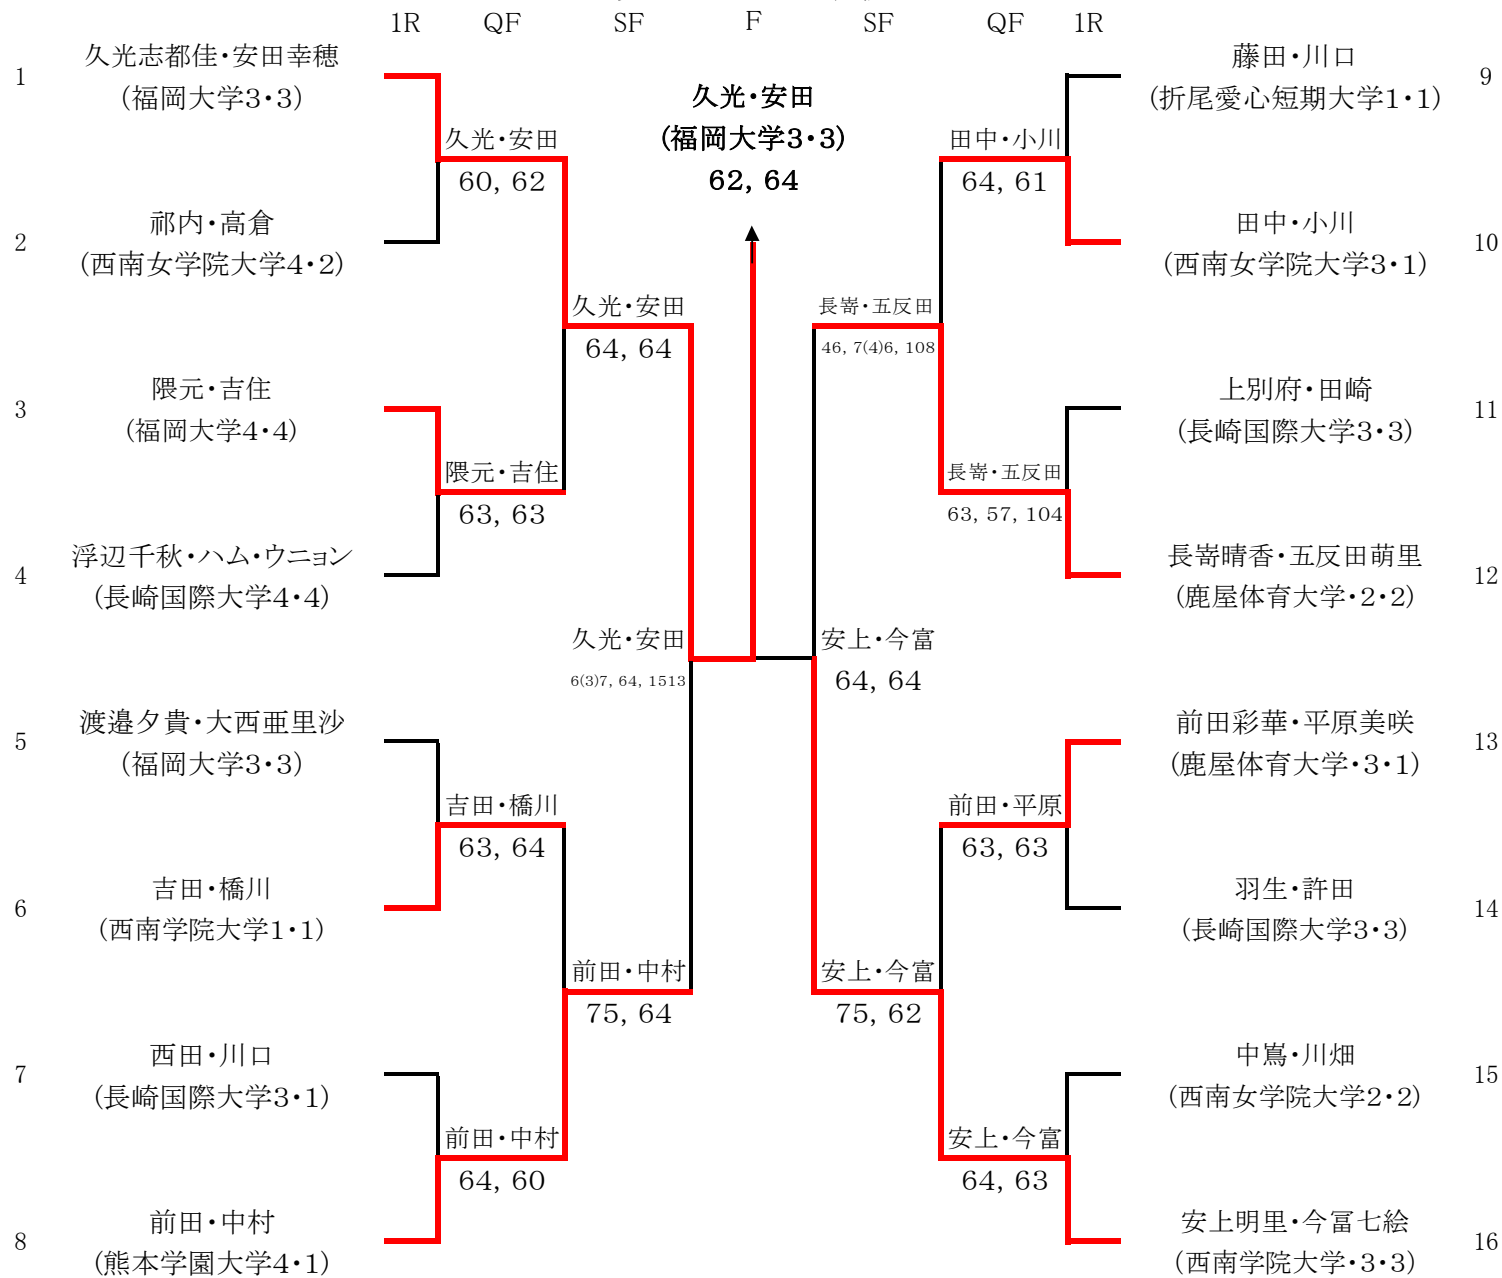 1R QF SF F SF QF 1R
1 久光志都佳・安田幸穂 (福岡大学3・3)
2 祁内・高倉 (西南女学院大学4・2)
3 隈元・吉住 (福岡大学4・4)
4 浮辺千秋・ハム・ウニョン (長崎国際大学4・4)
5 渡邉夕貴・大西亜里沙 (福岡大学3・3)
6 吉田・橋川 (西南学院大学1・1)
7 西田・川口 (長崎国際大学3・1)
8 前田・中村 (熊本学園大学4・1)
久光・安田
60, 62
隈元・吉住
63, 63
吉田・橋川
63, 64
前田・中村
64, 60
久光・安田
64, 64
前田・中村
75, 64
久光・安田
6(3)7, 64, 1513
久光・安田
(福岡大学3・3)
62, 64
安上・今富
64, 64
長嵜・五反田
46, 7(4)6, 108
安上・今富
75, 62
田中・小川
64, 61
長嵜・五反田
63, 57, 104
前田・平原
63, 63
安上・今富
64, 63
藤田・川口 (折尾愛心短期大学1・1) 9
田中・小川 (西南女学院大学3・1) 10
上別府・田崎 (長崎国際大学3・3) 11
長嵜晴香・五反田萌里 (鹿屋体育大学・2・2) 12
前田彩華・平原美咲 (鹿屋体育大学・3・1) 13
羽生・許田 (長崎国際大学3・3) 14
中嶌・川畑 (西南女学院大学2・2) 15
安上明里・今冨七絵 (西南学院大学・3・3) 16